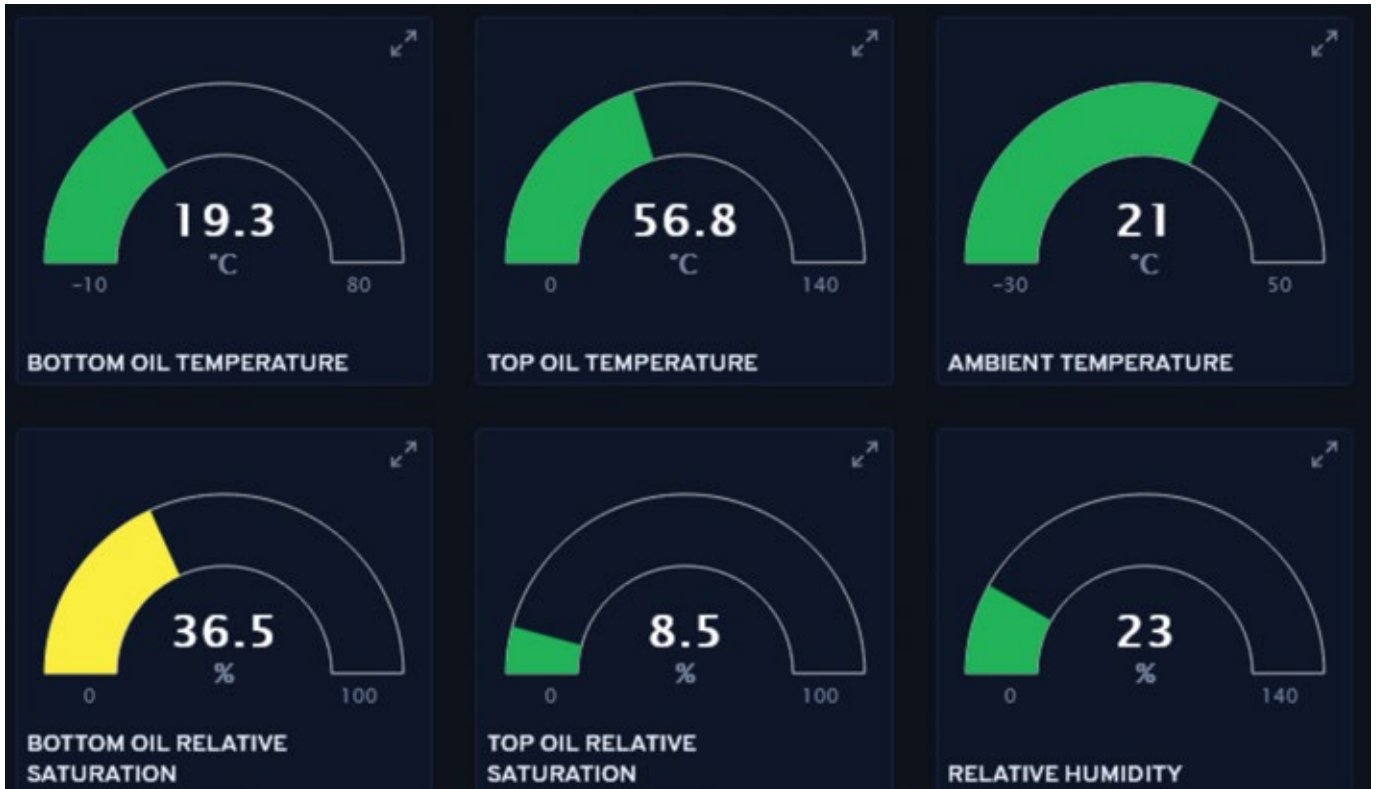 19.3
°C
-10
80
BOTTOM OIL TEMPERATURE
56.8
°C
0
140
TOP OIL TEMPERATURE
21
°C
-30
50
AMBIENT TEMPERATURE
36.5
%
0
100
BOTTOM OIL RELATIVE
SATURATION
8.5
%
0
100
TOP OIL RELATIVE
SATURATION
23
%
0
140
RELATIVE HUMIDITY